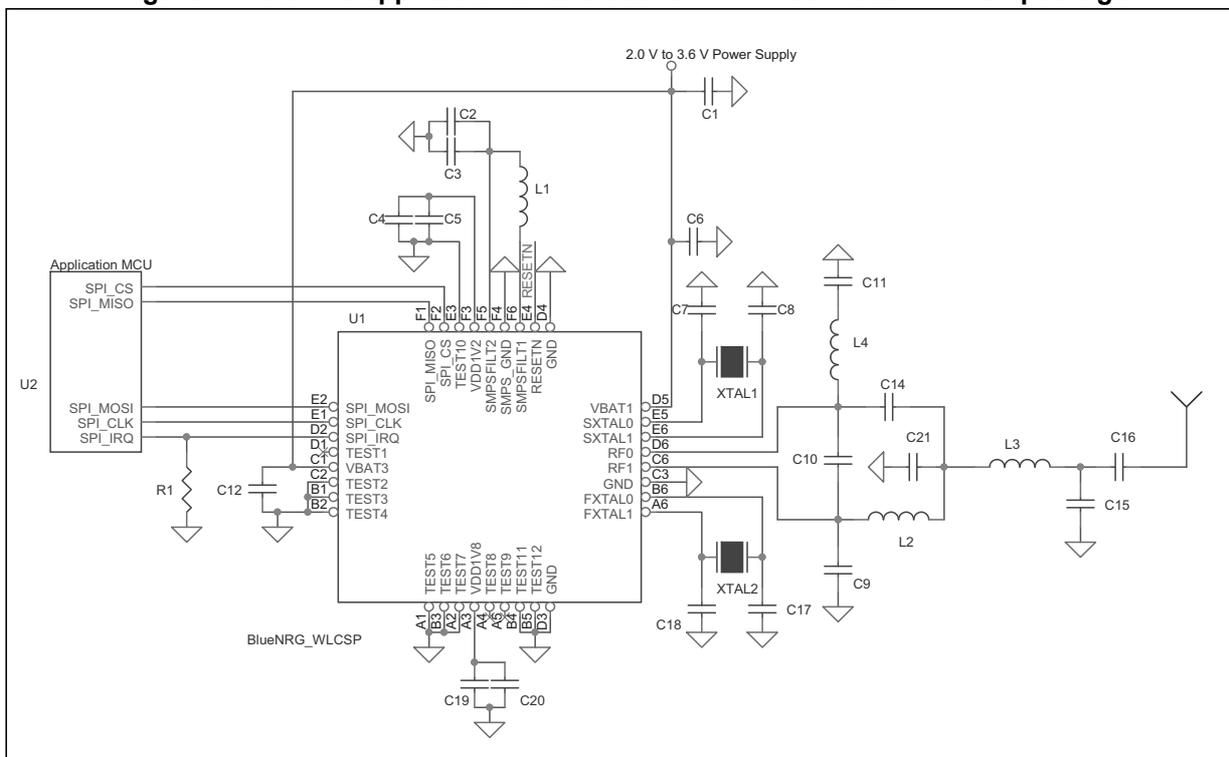 2.0 V to 3.6 V Power Supply
C1
C2
C3
L1
C4
C5
C6
RESETN
Application MCU
SPI_CS
SPI_MISO
SPI_MOSI
SPI_CLK
SPI_IRQ
U2
U1
F1
F2
E3
F3
F5
F4
F6
E4
D4
SPI_MISO
SPI_CS
TEST10
VDD1V2
SMPSFILT2
SMPS_GND
SMPSFILT1
RESETN
GND
C7
C8
XTAL1
C11
L4
C14
C21
C10
L3
C16
C15
L2
C9
E2 SPI_MOSI
E1 SPI_CLK
D2 SPI_IRQ
D1 TEST1
C1 VBAT3
C2 TEST2
B1 TEST3
B2 TEST4
VBAT1 D5
SXTAL0 E5
SXTAL1 E6
RF0 D6
RF1 C6
GND C3
FXTAL0 B6
FXTAL1 A6
R1
C12
XTAL2
C18
C17
TEST5
TEST6
TEST7
VDD1V8
TEST8
TEST9
TEST11
TEST12
GND
A1
B3
A2
A3
A4
A5
B4
B5
D3
BlueNRG_WLCSP
C19
C20